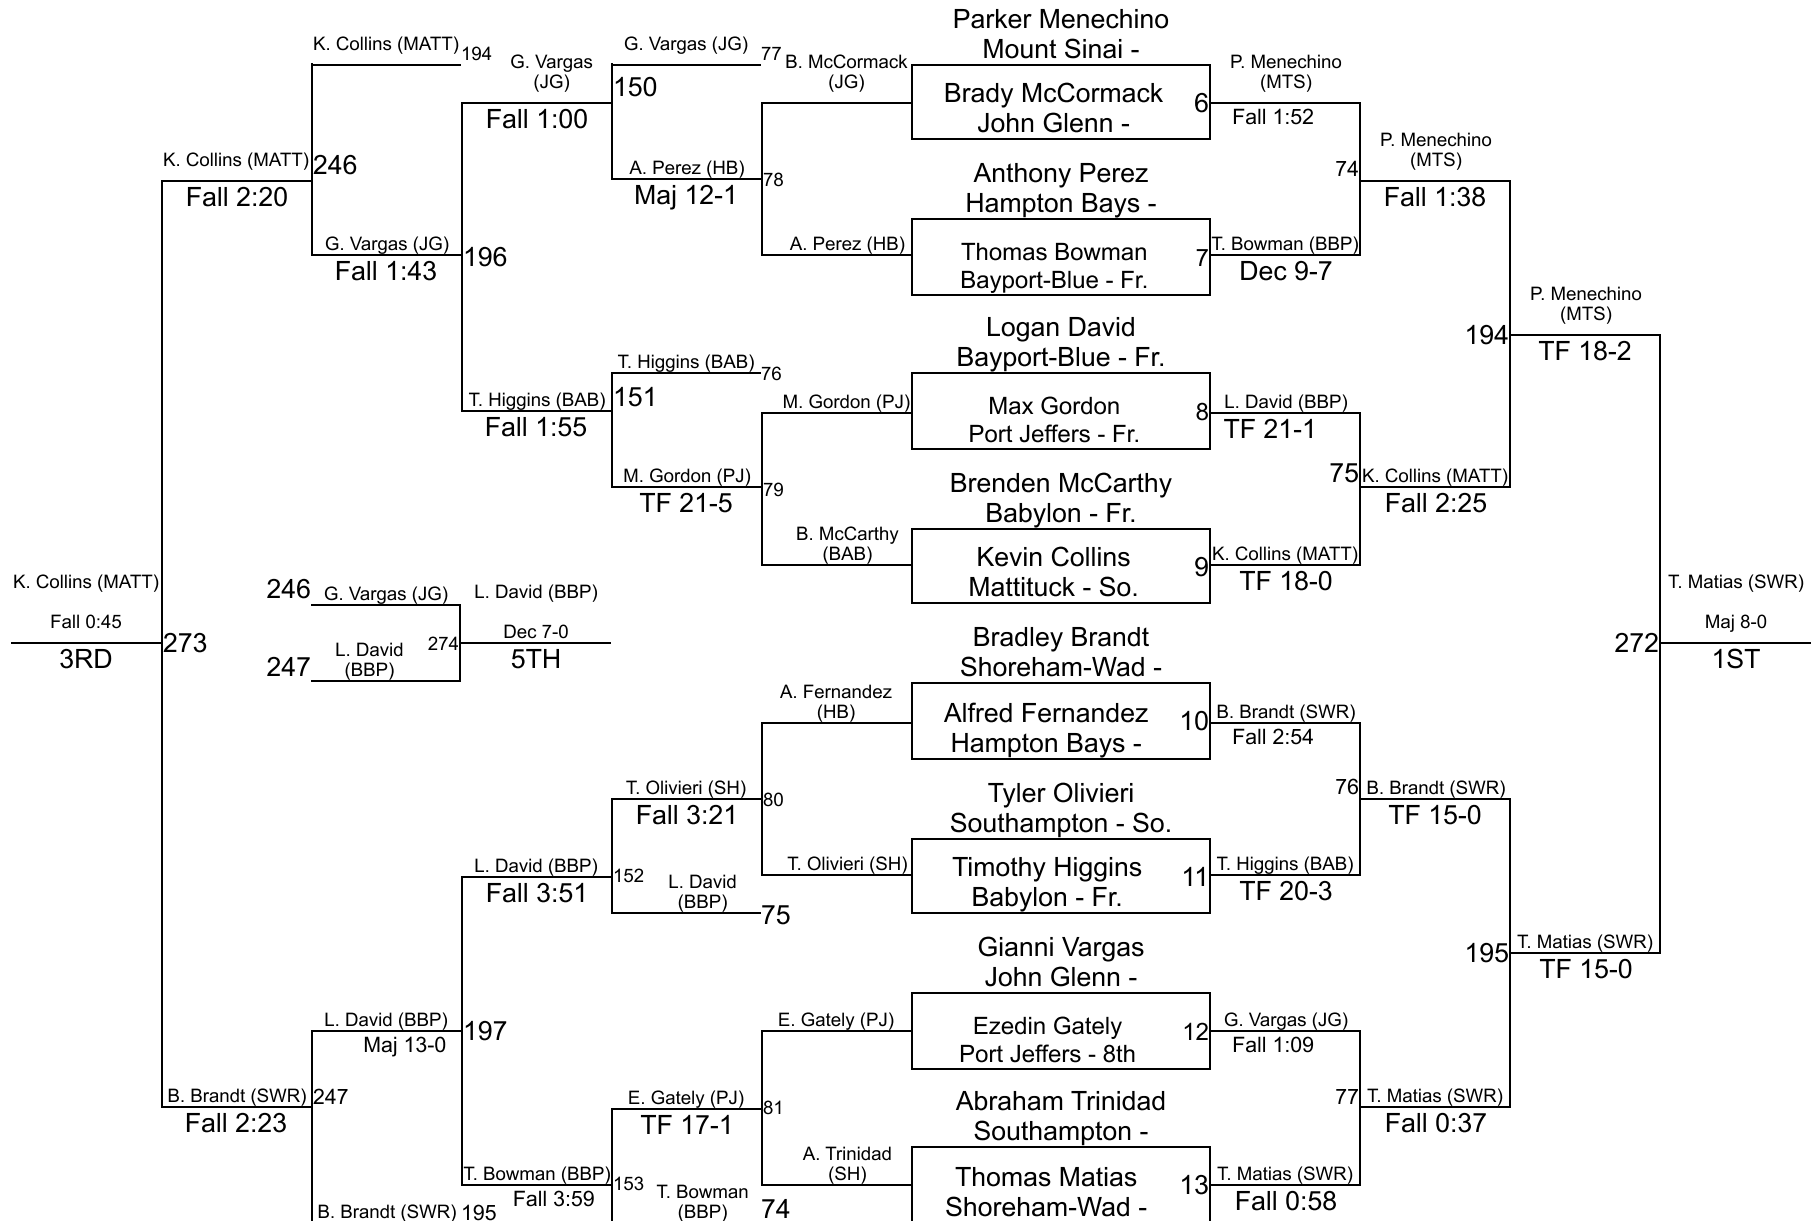 Parker Menechino
Mount Sinai -
K. Collins (MATT)
194
G. Vargas
(JG)
G. Vargas (JG)
77
B. McCormack
(JG)
P. Menechino
(MTS)
150
Brady McCormack
John Glenn -
6
Fall 1:00
Fall 1:52
K. Collins (MATT)
246
Fall 2:20
A. Perez (HB)
78
Maj 12-1
Anthony Perez
Hampton Bays -
74
P. Menechino
(MTS)
Fall 1:38
G. Vargas (JG)
196
Fall 1:43
A. Perez (HB)
Thomas Bowman
Bayport-Blue - Fr.
7
T. Bowman (BBP)
Dec 9-7
P. Menechino
(MTS)
194
TF 18-2
Logan David
Bayport-Blue - Fr.
T. Higgins (BAB)
76
T. Higgins (BAB)
151
Fall 1:55
M. Gordon (PJ)
Max Gordon
Port Jeffers - Fr.
8
L. David (BBP)
TF 21-1
M. Gordon (PJ)
79
TF 21-5
Brenden McCarthy
Babylon - Fr.
75
K. Collins (MATT)
Fall 2:25
B. McCarthy
(BAB)
Kevin Collins
Mattituck - So.
9
K. Collins (MATT)
TF 18-0
K. Collins (MATT)
Fall 0:45
3RD
273
246
G. Vargas (JG)
L. David (BBP)
247
L. David
(BBP)
274
Dec 7-0
5TH
T. Matias (SWR)
Maj 8-0
272
1ST
Bradley Brandt
Shoreham-Wad -
A. Fernandez
(HB)
Alfred Fernandez
Hampton Bays -
10
B. Brandt (SWR)
Fall 2:54
T. Olivieri (SH)
80
Fall 3:21
Tyler Olivieri
Southampton - So.
76
B. Brandt (SWR)
TF 15-0
L. David (BBP)
152
Fall 3:51
L. David
(BBP)
75
T. Olivieri (SH)
Timothy Higgins
Babylon - Fr.
11
T. Higgins (BAB)
TF 20-3
Gianni Vargas
John Glenn -
195
T. Matias (SWR)
TF 15-0
L. David (BBP)
197
Maj 13-0
E. Gately (PJ)
Ezedin Gately
Port Jeffers - 8th
12
G. Vargas (JG)
Fall 1:09
B. Brandt (SWR)
247
Fall 2:23
E. Gately (PJ)
81
TF 17-1
Abraham Trinidad
Southampton -
77
T. Matias (SWR)
Fall 0:37
T. Bowman (BBP)
153
Fall 3:59
T. Bowman
(BBP)
74
A. Trinidad
(SH)
Thomas Matias
Shoreham-Wad -
13
T. Matias (SWR)
Fall 0:58
B. Brandt (SWR)
195